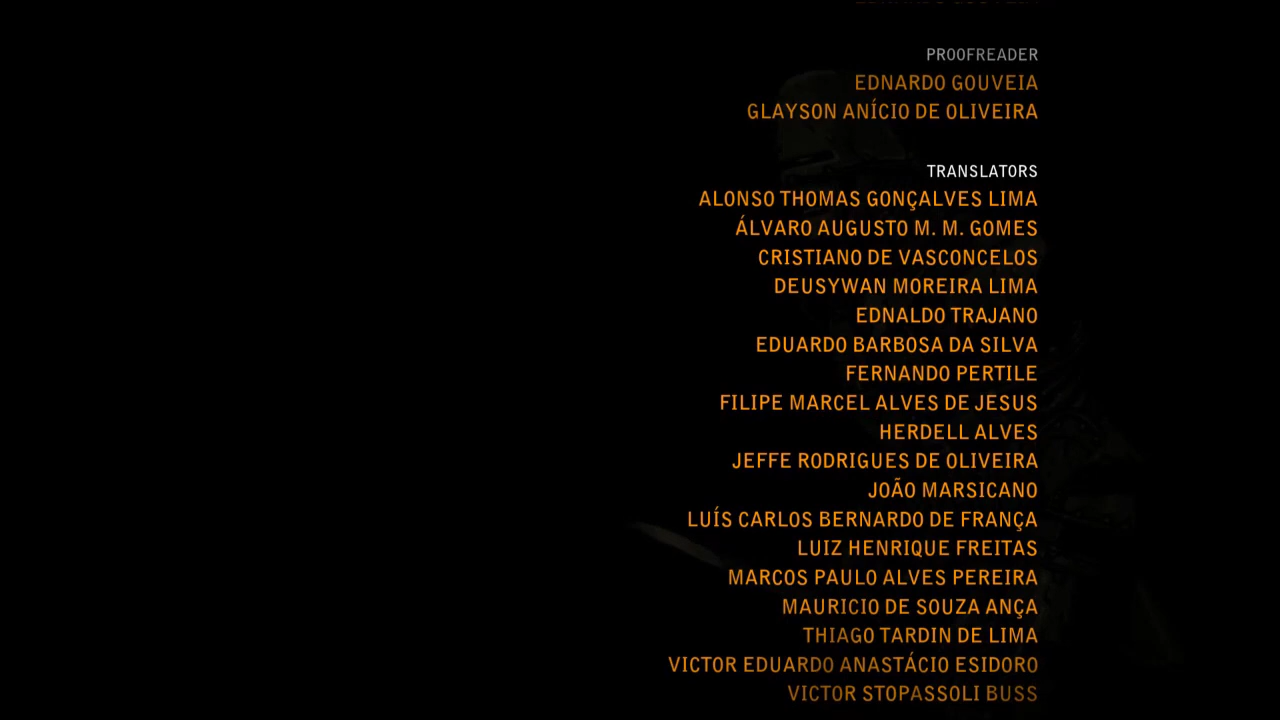 PROOFREADER
EDNARDO GOUVEIA
GLAYSON ANÍCIO DE OLIVEIRA
TRANSLATORS
ALONSO THOMAS GONÇALVES LIMA
ÁLVARO AUGUSTO M. M. GOMES
CRISTIANO DE VASCONCELOS
DEUSYWAN MOREIRA LIMA
EDNALDO TRAJANO
EDUARDO BARBOSA DA SILVA
FERNANDO PERTILE
FILIPE MARCEL ALVES DE JESUS
HERDELL ALVES
JEFFE RODRIGUES DE OLIVEIRA
JOÃO MARSICANO
LUÍS CARLOS BERNARDO DE FRANÇA
LUIZ HENRIQUE FREITAS
MARCOS PAULO ALVES PEREIRA
MAURICIO DE SOUZA ANÇA
THIAGO TARDIN DE LIMA
VICTOR EDUARDO ANASTÁCIO ESIDORO
VICTOR STOPASSOLI BUSS